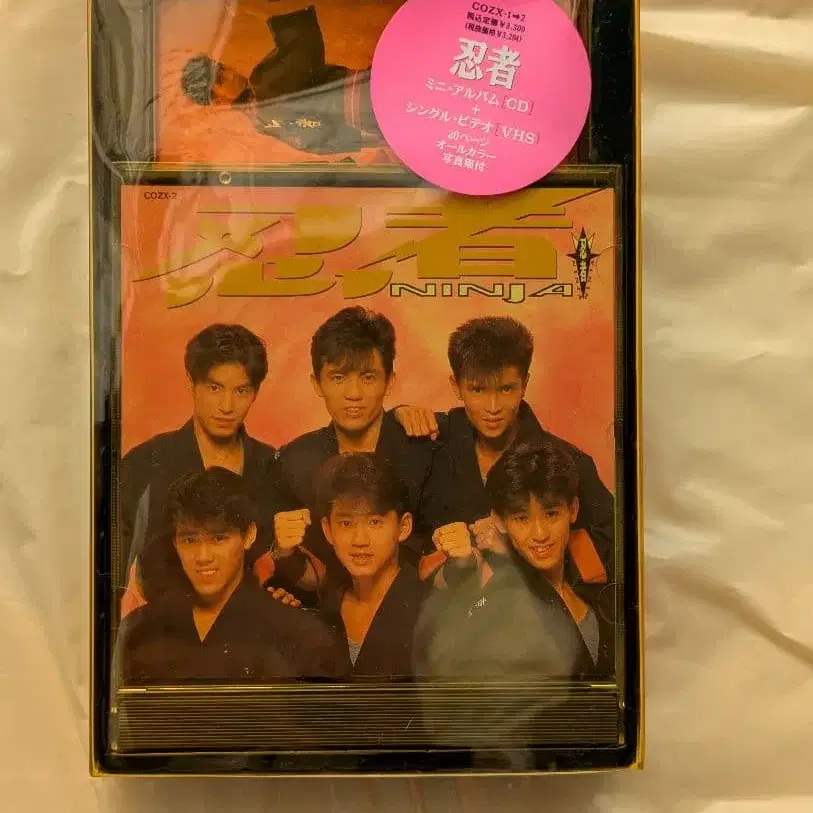 COZX-1➡2
税込定価¥3,300
(税抜価格¥3,204)
忍者
ミニ・アルバム[CD]
+
シングル・ビデオ[VHS]
20ページ
オールカラー
写真集付
COZX-2
忍者
NINJA